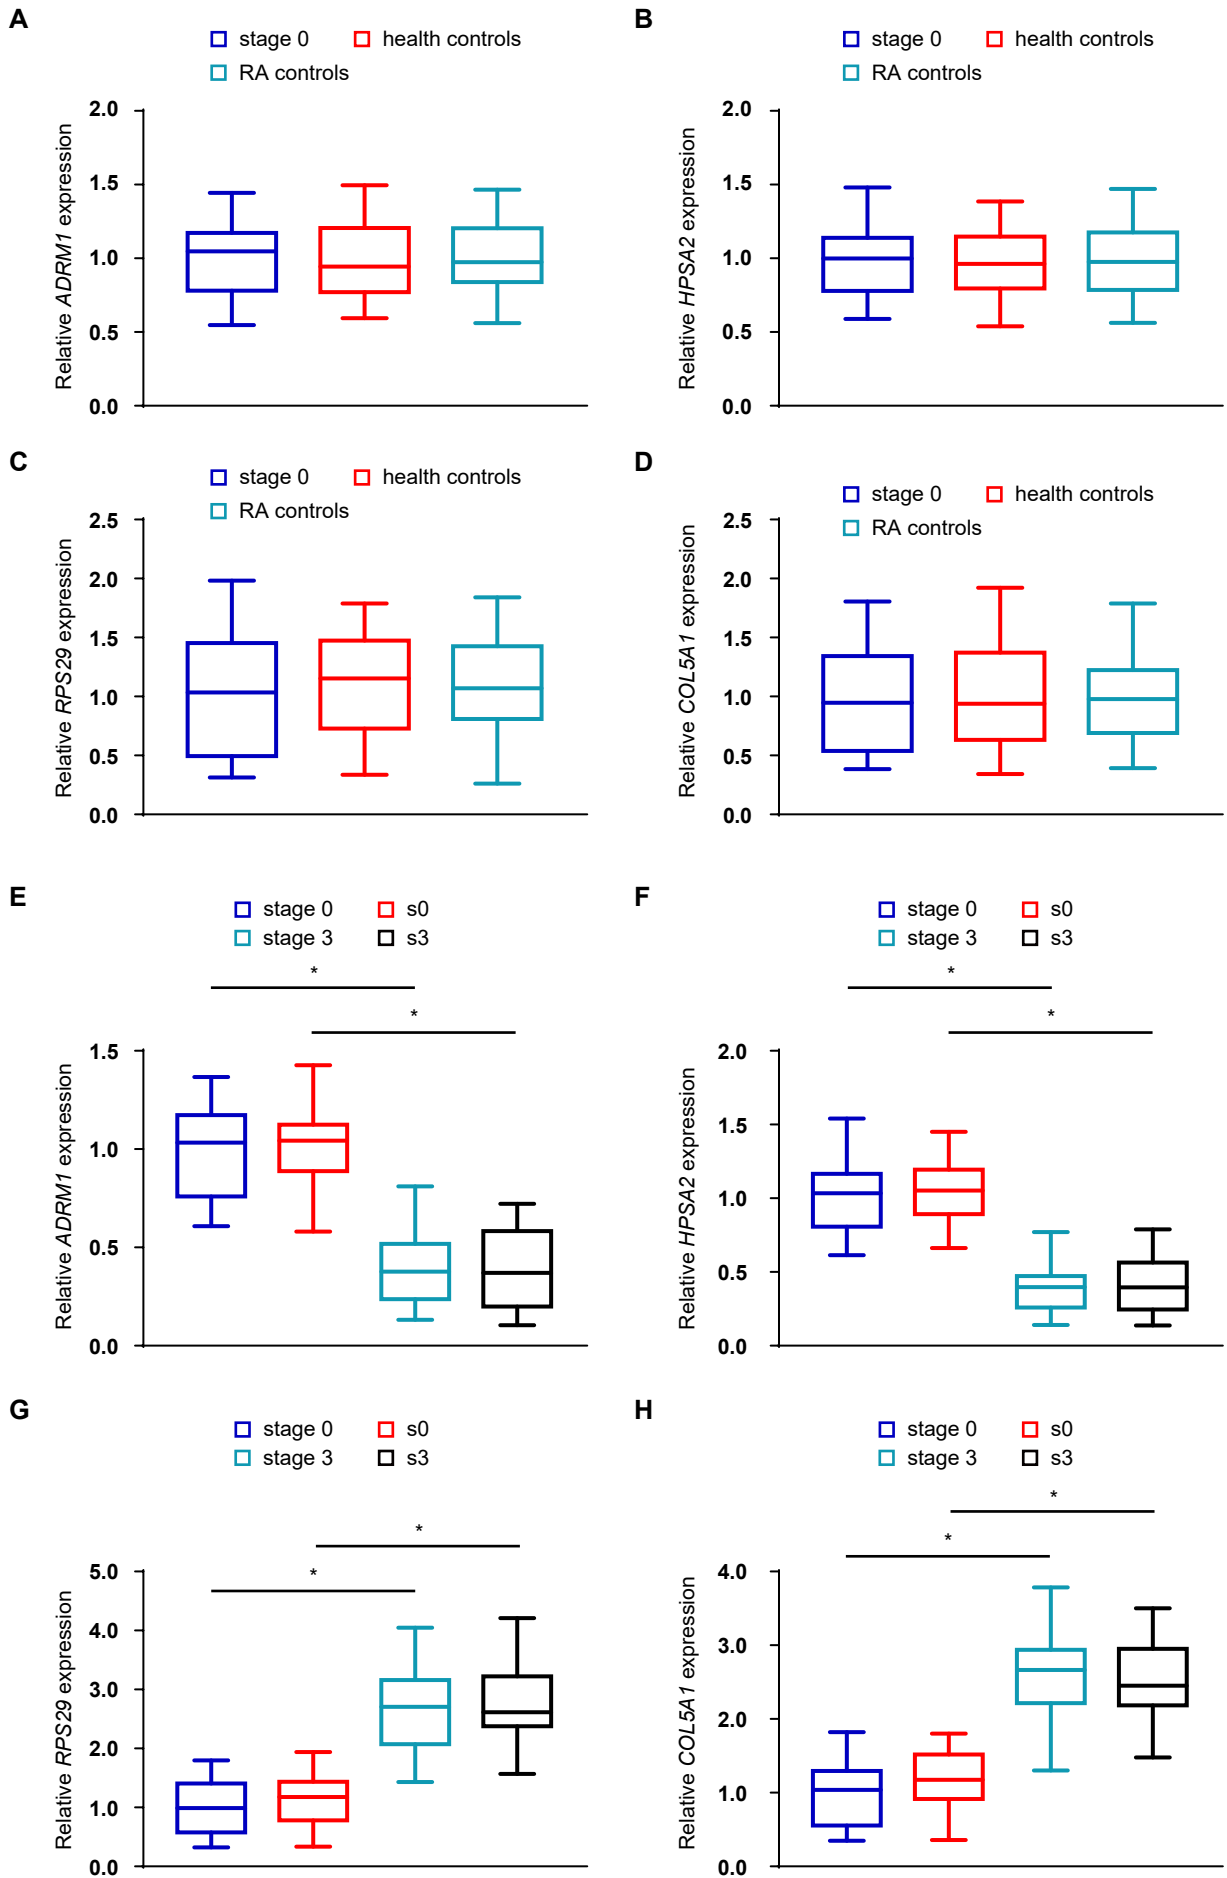 A
stage 0 health controls
RA controls
Relative ADRM1 expression
2.0
1.5
1.0
0.5
0.0
B
stage 0 health controls
RA controls
Relative HPSA2 expression
2.0
1.5
1.0
0.5
0.0
C
stage 0 health controls
RA controls
Relative RPS29 expression
2.5
2.0
1.5
1.0
0.5
0.0
D
stage 0 health controls
RA controls
Relative COL5A1 expression
2.5
2.0
1.5
1.0
0.5
0.0
E
stage 0 s0
stage 3 s3
*
*
Relative ADRM1 expression
1.5
1.0
0.5
0.0
F
stage 0 s0
stage 3 s3
*
*
Relative HPSA2 expression
2.0
1.5
1.0
0.5
0.0
G
stage 0 s0
stage 3 s3
*
*
Relative RPS29 expression
5.0
4.0
3.0
2.0
1.0
0.0
H
stage 0 s0
stage 3 s3
*
*
Relative COL5A1 expression
4.0
3.0
2.0
1.0
0.0